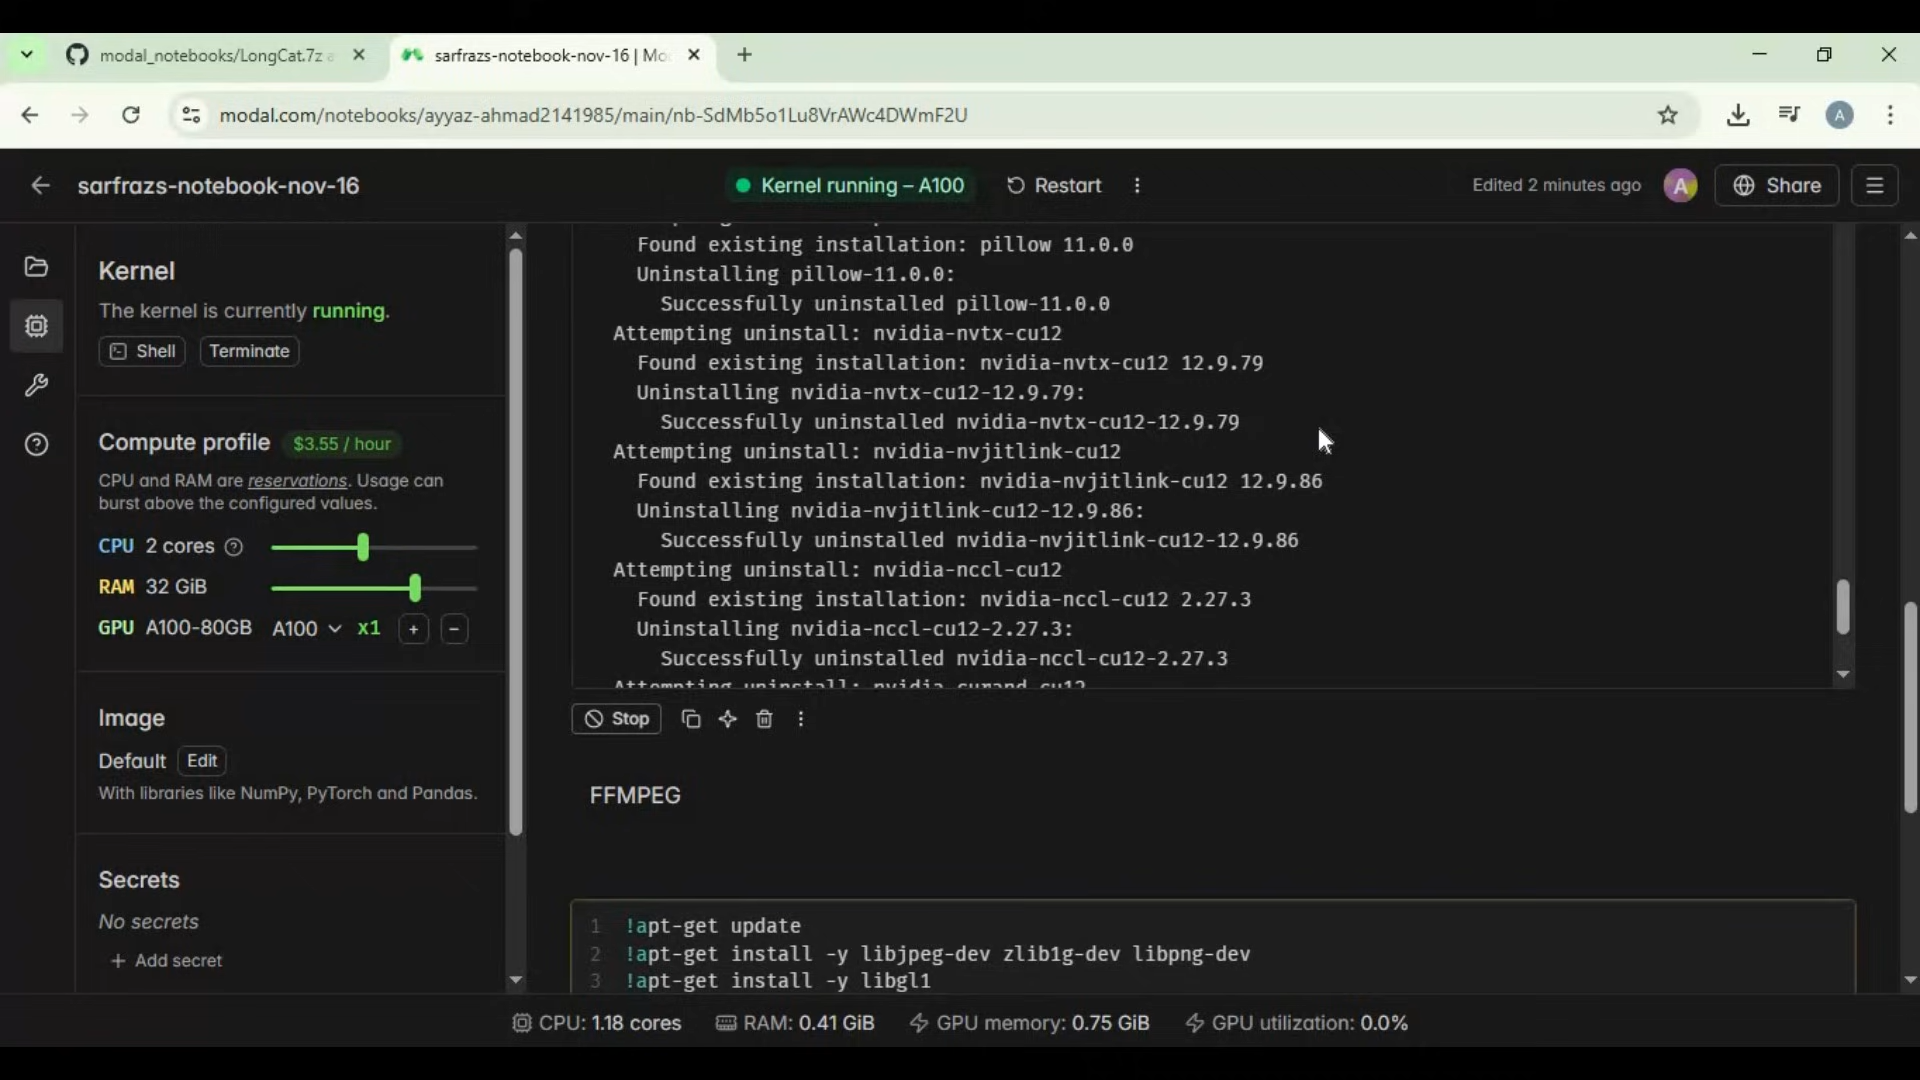 modal_notebooks/LongCat.7z a
sarfrazs-notebook-nov-16 | Mo
modal.com/notebooks/ayyaz-ahmad2141985/main/nb-SdMb5o1Lu8VrAWc4DWmF2U
A
sarfrazs-notebook-nov-16
Kernel running – A100
Restart
Edited 2 minutes ago
A
Share
Kernel
The kernel is currently running.
Shell
Terminate
Compute profile
$3.55 / hour
CPU and RAM are reservations. Usage can
burst above the configured values.
CPU 2 cores
RAM 32 GiB
GPU A100-80GB A100 x1 + −
Image
Default Edit
With libraries like NumPy, PyTorch and Pandas.
Secrets
No secrets
+ Add secret
Found existing installation: pillow 11.0.0
Uninstalling pillow-11.0.0:
Successfully uninstalled pillow-11.0.0
Attempting uninstall: nvidia-nvtx-cu12
Found existing installation: nvidia-nvtx-cu12 12.9.79
Uninstalling nvidia-nvtx-cu12-12.9.79:
Successfully uninstalled nvidia-nvtx-cu12-12.9.79
Attempting uninstall: nvidia-nvjitlink-cu12
Found existing installation: nvidia-nvjitlink-cu12 12.9.86
Uninstalling nvidia-nvjitlink-cu12-12.9.86:
Successfully uninstalled nvidia-nvjitlink-cu12-12.9.86
Attempting uninstall: nvidia-nccl-cu12
Found existing installation: nvidia-nccl-cu12 2.27.3
Uninstalling nvidia-nccl-cu12-2.27.3:
Successfully uninstalled nvidia-nccl-cu12-2.27.3
Attempting uninstall: nvidia-curand-cu12
Stop
FFMPEG
1 !apt-get update
2 !apt-get install -y libjpeg-dev zlib1g-dev libpng-dev
3 !apt-get install -y libgl1
CPU: 1.18 cores
RAM: 0.41 GiB
GPU memory: 0.75 GiB
GPU utilization: 0.0%